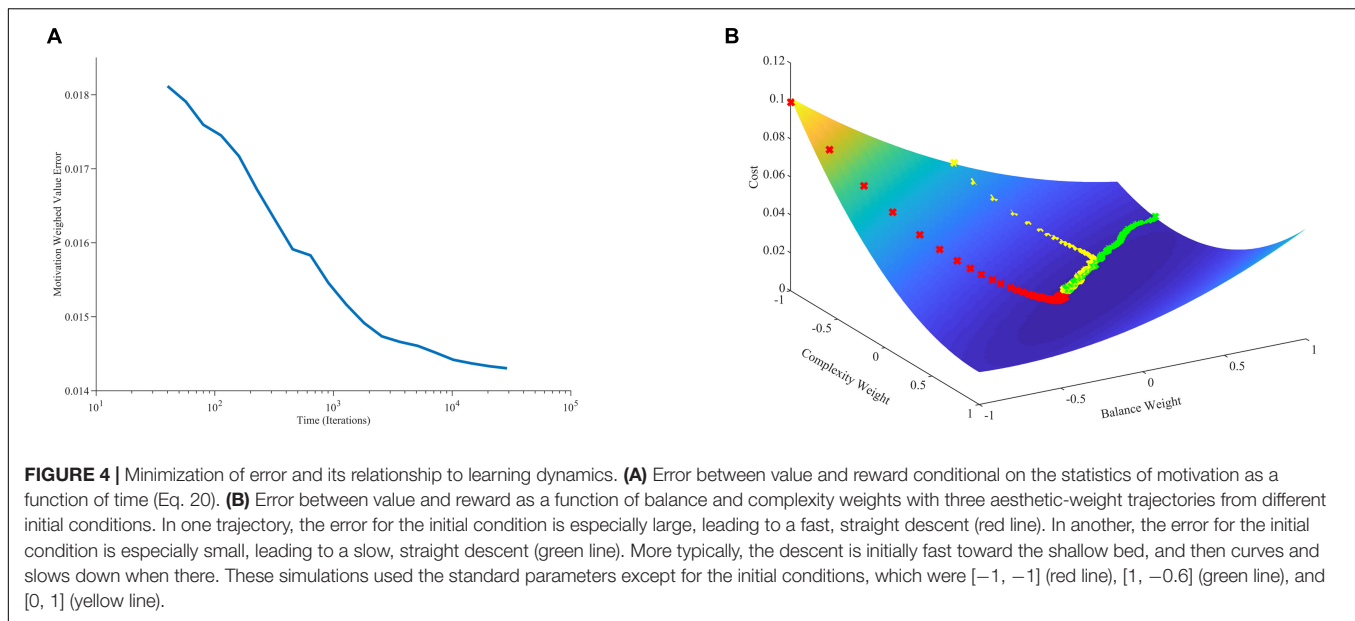 A
0.018
0.017
0.016
0.015
0.014
Motivation Weighed Value Error
10^1 10^2 10^3 10^4 10^5
Time (Iterations)
B
0.12
0.1
0.08
0.06
0.04
0.02
0
Cost
-1 -0.5 0 0.5 1
Complexity Weight
-1 -0.5 0 0.5 1
Balance Weight
FIGURE 4 | Minimization of error and its relationship to learning dynamics. (A) Error between value and reward conditional on the statistics of motivation as a
function of time (Eq. 20). (B) Error between value and reward as a function of balance and complexity weights with three aesthetic-weight trajectories from different
initial conditions. In one trajectory, the error for the initial condition is especially large, leading to a fast, straight descent (red line). In another, the error for the initial
condition is especially small, leading to a slow, straight descent (green line). More typically, the descent is initially fast toward the shallow bed, and then curves and
slows down when there. These simulations used the standard parameters except for the initial conditions, which were [−1, −1] (red line), [1, −0.6] (green line), and
[0, 1] (yellow line).